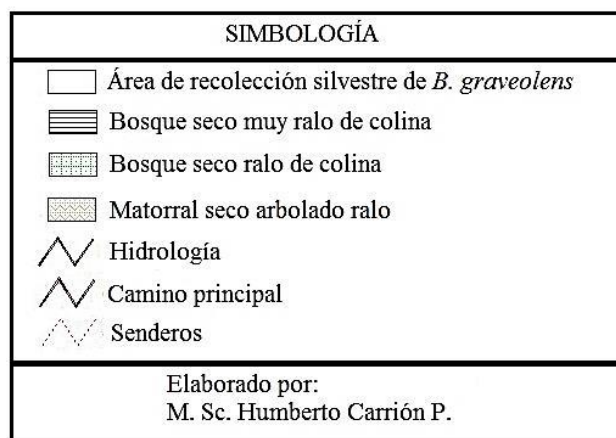 SIMBOLOGÍA
Área de recolección silvestre de B. graveolens
Bosque seco muy ralo de colina
Bosque seco ralo de colina
Matorral seco arbolado ralo
Hidrología
Camino principal
Senderos
Elaborado por:
M. Sc. Humberto Carrión P.